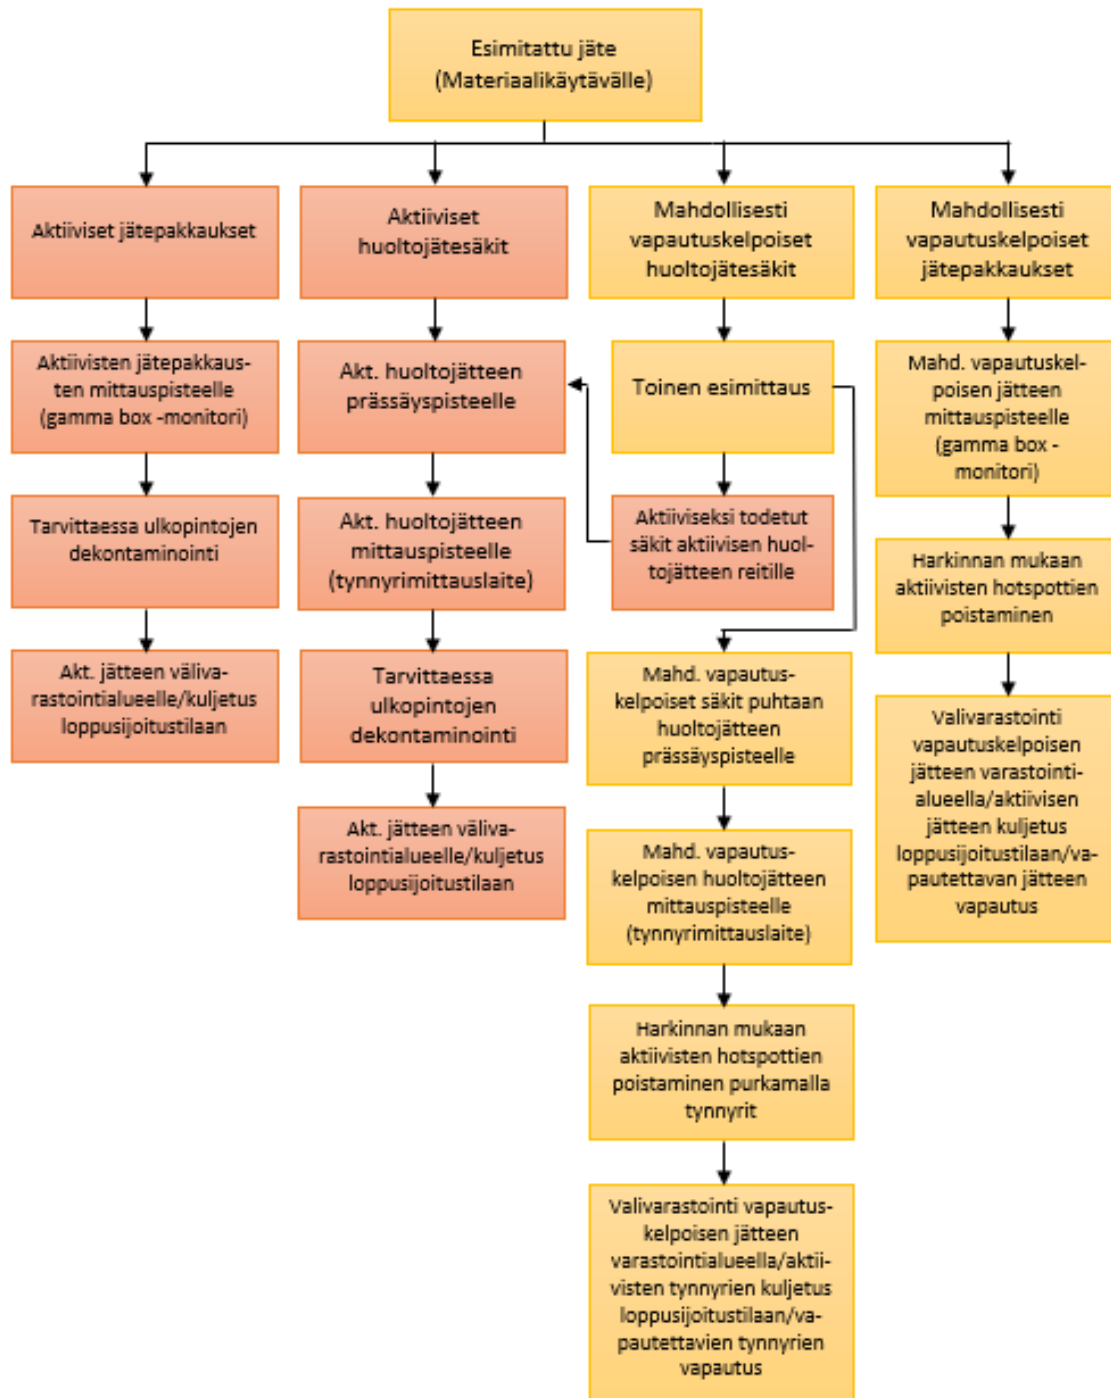 Esimitattu jäte
(Materiaalikäytävälle)
Aktiiviset jätepakkaukset
Aktiiviset
huoltojätesäkit
Mahdollisesti
vapautuskelpoiset
huoltojätesäkit
Mahdollisesti
vapautuskelpoiset
jätepakkaukset
Aktiivisten jätepakkaus-
ten mittauspisteelle
(gamma box -monitori)
Akt. huoltojätteen
prässäyspisteelle
Toinen esimittaus
Mahd. vapautuskel-
poisen jätteen
mittauspisteelle
(gamma box -
monitori)
Tarvittaessa ulkopintojen
dekontaminointi
Akt. huoltojätteen
mittauspisteelle
(tynnyrimittauslaite)
Aktiiviseksi todetut
säkit aktiivisen huol-
tojätteen reitille
Harkinnan mukaan
aktiivisten hotspottien
poistaminen
Akt. jätteen väliva-
rastointialueelle/kuljetus
loppusijoitustilaan
Tarvittaessa
ulkopintojen
dekontaminointi
Mahd. vapautus-
kelpoiset säkit puhtaan
huoltojätteen
prässäyspisteelle
Valivarastointi
vapautuskelpoisen
jätteen varastointi-
alueella/aktiivisen
jätteen kuljetus
loppusijoitustilaan/va-
pautettavan jätteen
vapautus
Akt. jätteen väliva-
rastointialueelle/kuljetus
loppusijoitustilaan
Mahd. vapautus-
kelpoisen huoltojätteen
mittauspisteelle
(tynnyrimittauslaite)
Harkinnan mukaan
aktiivisten hotspottien
poistaminen purkamalla
tynnyrit
Valivarastointi vapautus-
kelpoisen jätteen
varastointialueella/aktii-
visten tynnyrien kuljetus
loppusijoitustilaan/va-
pautettavien tynnyrien
vapautus